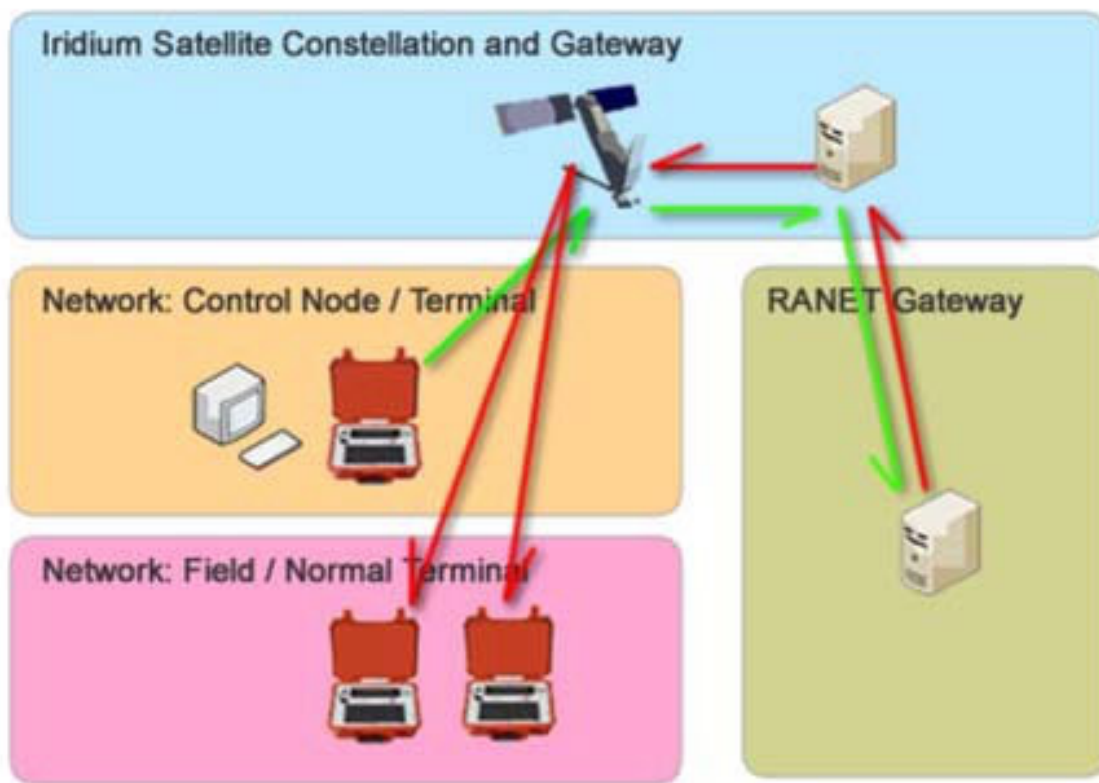 Iridium Satellite Constellation and Gateway
Network: Control Node / Terminal
RANET Gateway
Network: Field / Normal Terminal